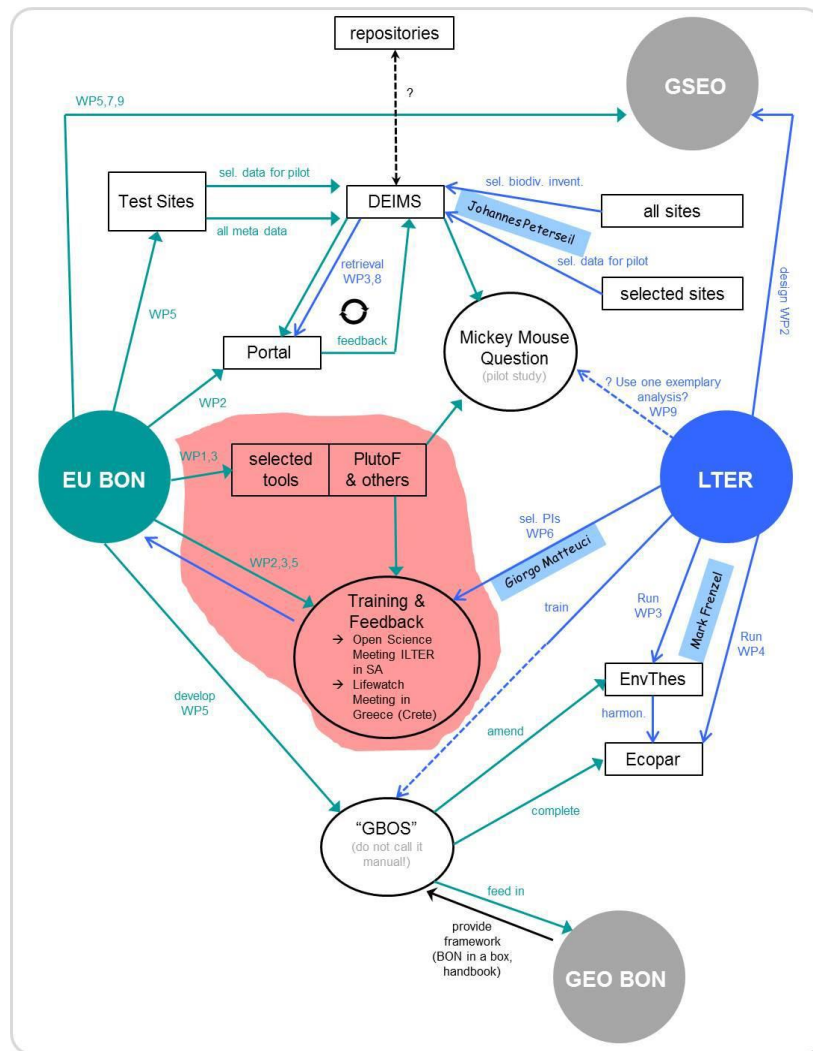 repositories
GSEO
WP5,7,9
?
sel. data for pilot
sel. biodiv. invent.
Test Sites
DEIMS
Johannes Peterseil
all sites
all meta data
retrieval
WP3,8
sel. data for pilot
selected sites
design WP2
WP5
Portal
feedback
Mickey Mouse
Question
(pilot study)
WP2
? Use one exemplary
analysis?
WP9
EU BON
WP1,3
selected
tools
PlutoF
& others
LTER
sel. PIs
WP6
Giorgo Matteuci
WP2,3,5
Training &
Feedback
→ Open Science
Meeting ILTER
in SA
→ Lifewatch
Meeting in
Greece (Crete)
train
Run
WP3
Mark Frenzel
Run
WP4
EnvThes
develop
WP5
amend
harmon.
Ecopar
complete
"GBOS"
(do not call it
manual!)
feed in
provide
framework
(BON in a box,
handbook)
GEO BON